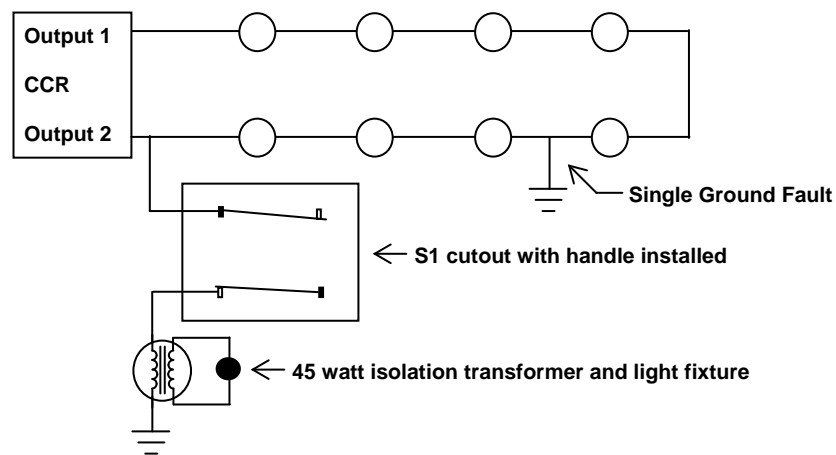 Output 1
CCR
Output 2
Single Ground Fault
S1 cutout with handle installed
45 watt isolation transformer and light fixture